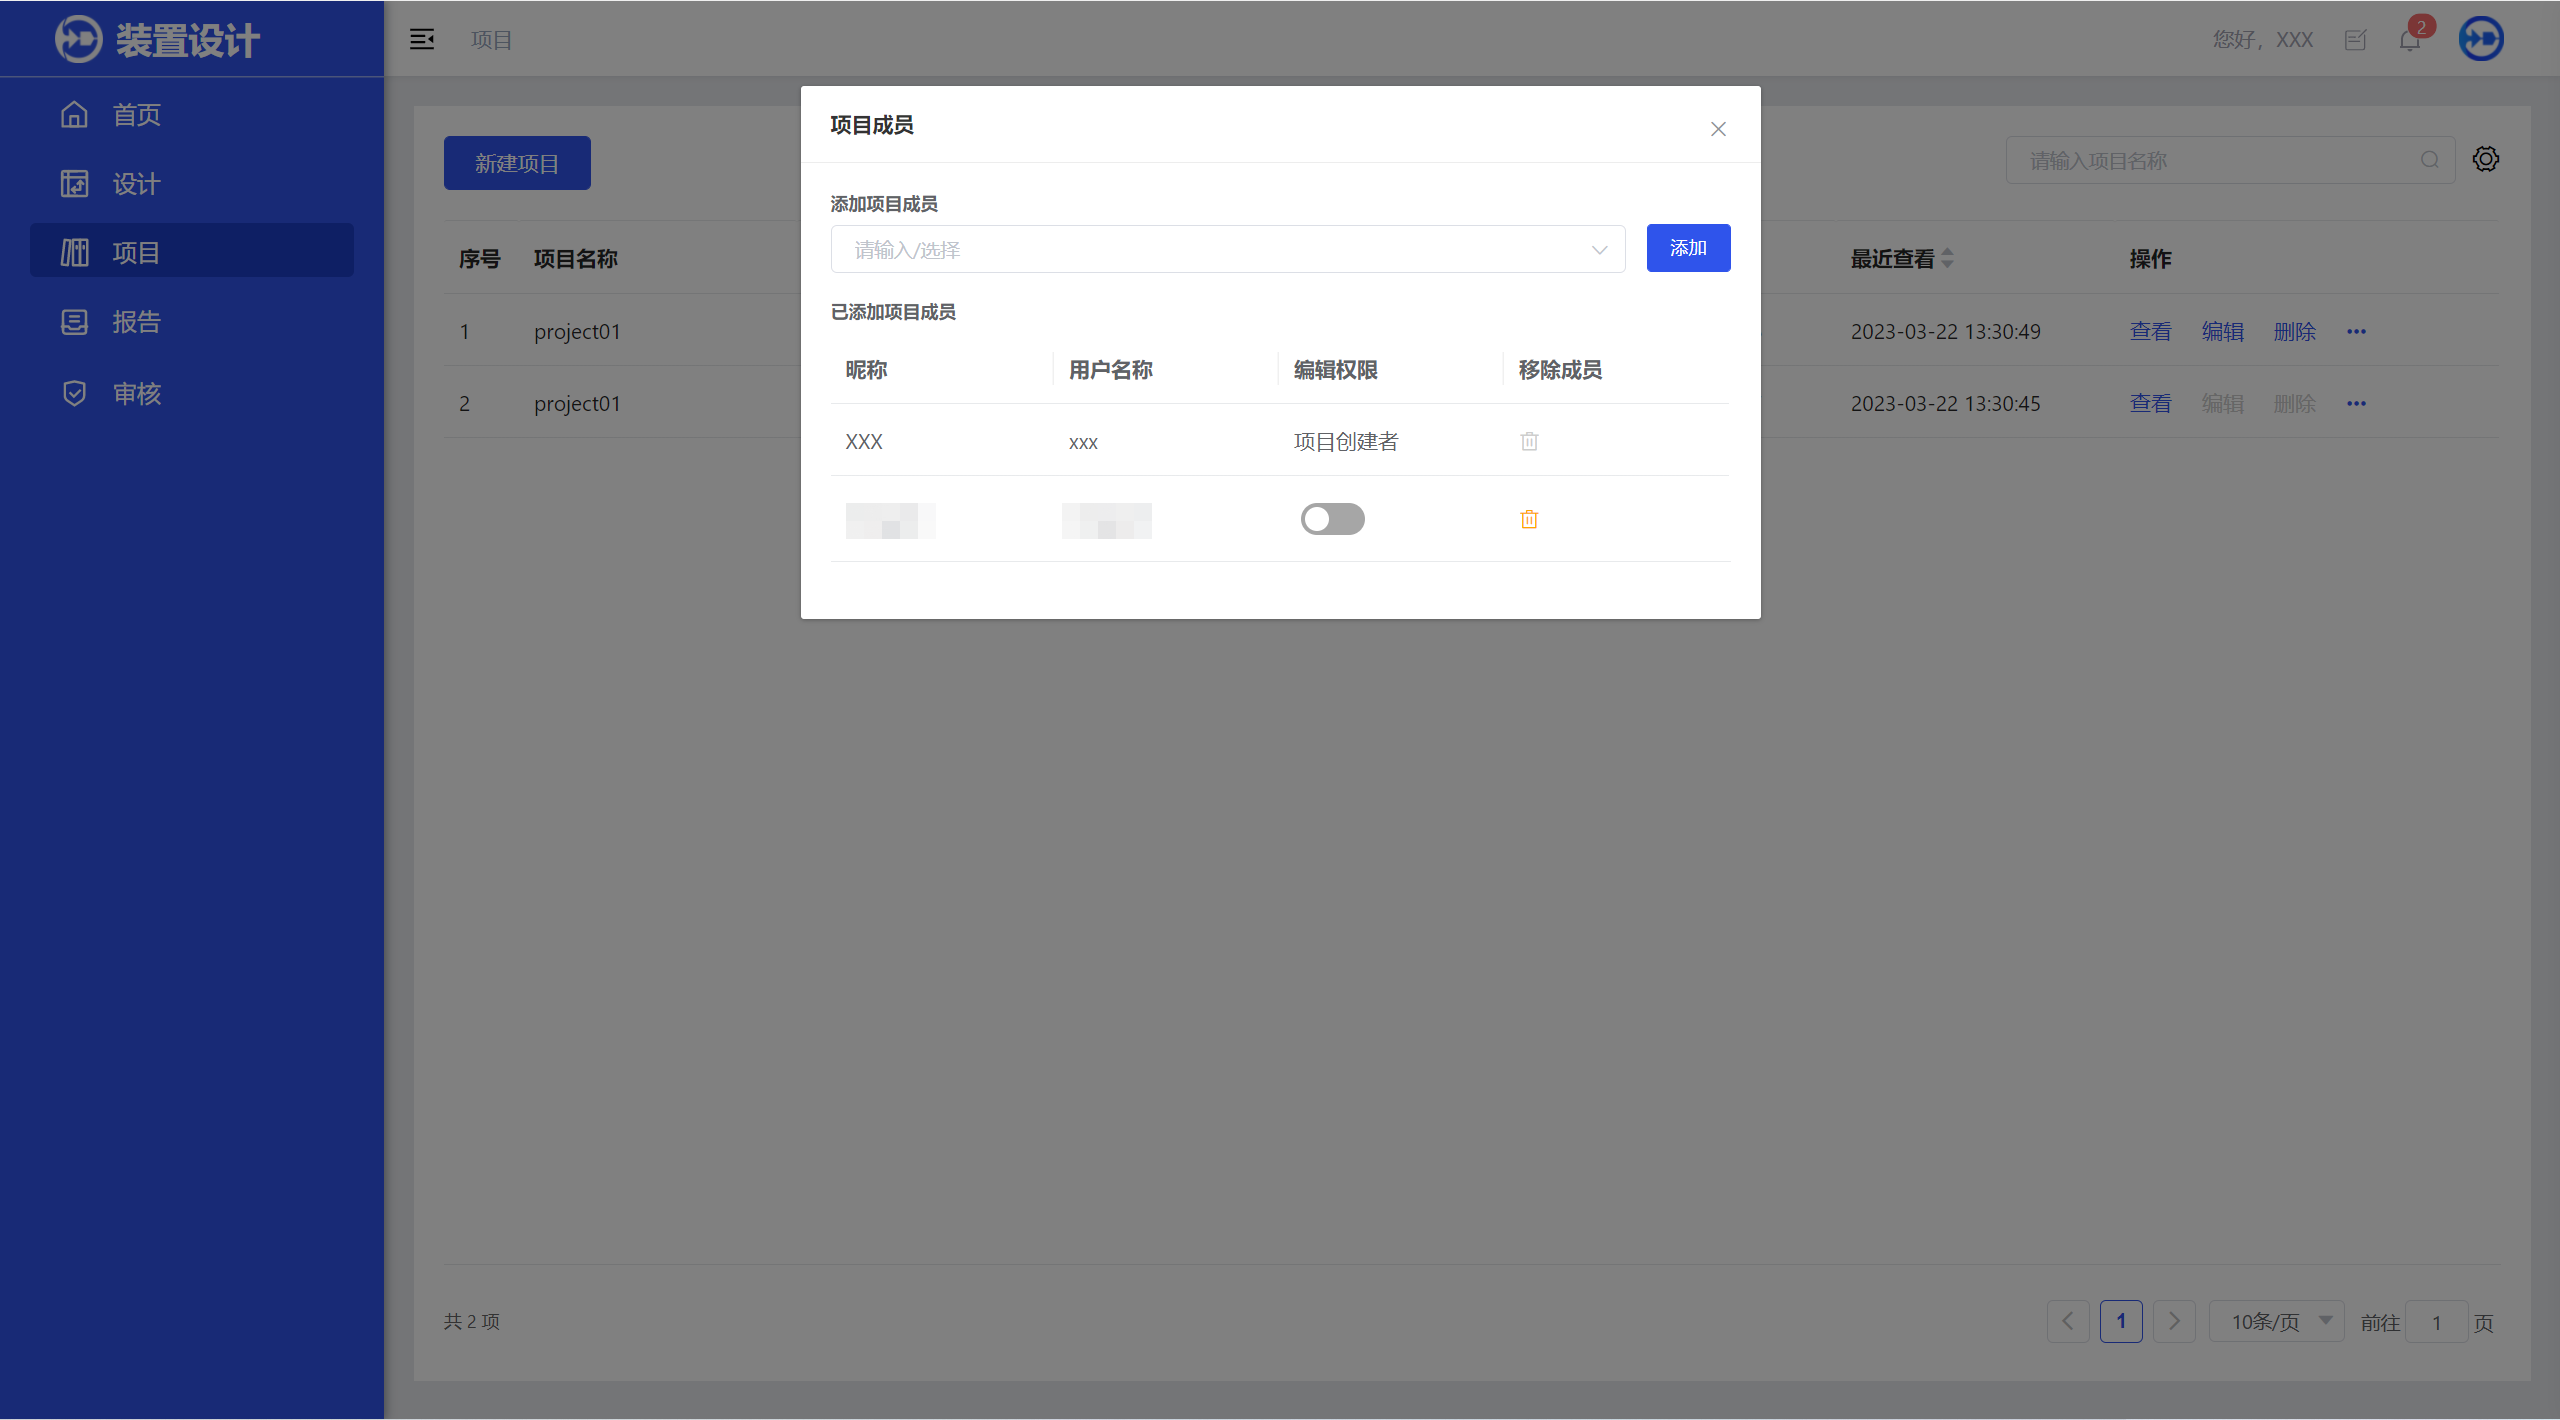 装置设计
首页
设计
项目
报告
审核
项目
您好，XXX
2
新建项目
请输入项目名称
序号 项目名称 最近查看 操作
1 project01 2023-03-22 13:30:49 查看 编辑 删除 •••
2 project01 2023-03-22 13:30:45 查看 编辑 删除 •••
项目成员
添加项目成员
请输入/选择
添加
已添加项目成员
昵称 用户名称 编辑权限 移除成员
XXX xxx 项目创建者
共 2 项
1
10条/页
前往 1 页